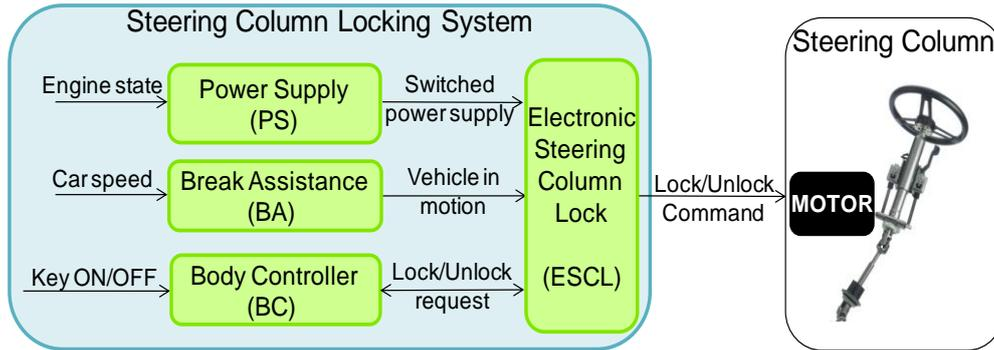 Steering Column Locking System
Engine state
Power Supply
(PS)
Switched
power supply
Car speed
Break Assistance
(BA)
Vehicle in
motion
Key ON/OFF
Body Controller
(BC)
Lock/Unlock
request
Electronic
Steering
Column
Lock
(ESCL)
Lock/Unlock
Command
Steering Column
MOTOR